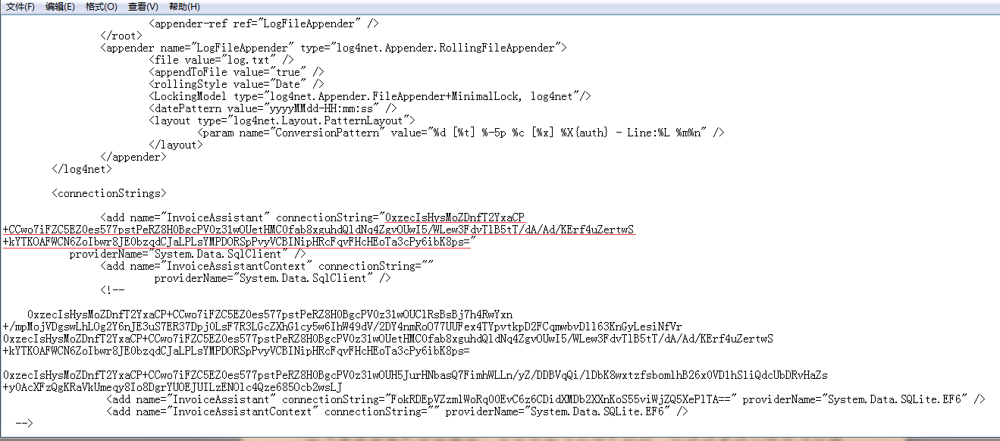 文件(F) 编辑(E) 格式(O) 查看(V) 帮助(H)
<appender-ref ref="LogFileAppender" />
</root>
<appender name="LogFileAppender" type="log4net.Appender.RollingFileAppender">
<file value="log.txt" />
<appendToFile value="true" />
<rollingStyle value="Date" />
<LockingModel type="log4net.Appender.FileAppender+MinimalLock, log4net"/>
<datePattern value="yyyyMMdd-HH:mm:ss" />
<layout type="log4net.Layout.PatternLayout">
<param name="ConversionPattern" value="%d [%t] %-5p %c [%x] %X{auth} - Line:%L %m%n" />
</layout>
</appender>
</log4net>
<connectionStrings>
<add name="InvoiceAssistant" connectionString="0xzecIsHysMoZDnfT2YxaCP
+CCwo7iFZC5EZ0es577pstPeRZ8H0BgcPV0z31wOUetHMC0fab8xguhdQldNq4ZgvOUwI5/WLew3FdvTlB5tT/dA/Ad/KErf4uZertwS
+kYTKOAFWCN6ZoIbwr8JE0bzqdCJaLPLsYMPDORSpPvyVCBINipHRcFqvFHcHEoTa3cPy6ibK8ps="
providerName="System.Data.SqlClient" />
<add name="InvoiceAssistantContext" connectionString=""
providerName="System.Data.SqlClient" />
<!--
0xzecIsHysMoZDnfT2YxaCP+CCwo7iFZC5EZ0es577pstPeRZ8H0BgcPV0z31wOUClRsBsBj7h4RwYxn
+/mpMojVDgswLhLOg2Y6nJE3uS7ER37Dpj0LsF7R3LGcZXhG1cy5w6IhW49dV/2DY4nmRoO77UUFex4TYpvtkpD2FCqmwbvDll63KnGyLesiNfVr
0xzecIsHysMoZDnfT2YxaCP+CCwo7iFZC5EZ0es577pstPeRZ8H0BgcPV0z31wOUetHMC0fab8xguhdQldNq4ZgvOUwI5/WLew3FdvTlB5tT/dA/Ad/KErf4uZertwS
+kYTKOAFWCN6ZoIbwr8JE0bzqdCJaLPLsYMPDORSpPvyVCBINipHRcFqvFHcHEoTa3cPy6ibK8ps=
0xzecIsHysMoZDnfT2YxaCP+CCwo7iFZC5EZ0es577pstPeRZ8H0BgcPV0z31wOUH5JurHNbasQ7FimhWLLn/yZ/DDBVqQi/lDbK8wxtzfsbomlhB26x0VD1hS1iQdcUbDRvHaZs
+y0AcXFzQgKRaVkUmeqy8Io8DgrYUOEJUILzENOlc4Qze685Ocb2wsLJ
<add name="InvoiceAssistant" connectionString="FokRDEpVZzmlWoRq00EvC6z6CDidXMDb2XXnKoS55viWjZQ5XePlTA==" providerName="System.Data.SQLite.EF6" />
<add name="InvoiceAssistantContext" connectionString="" providerName="System.Data.SQLite.EF6" />
-->